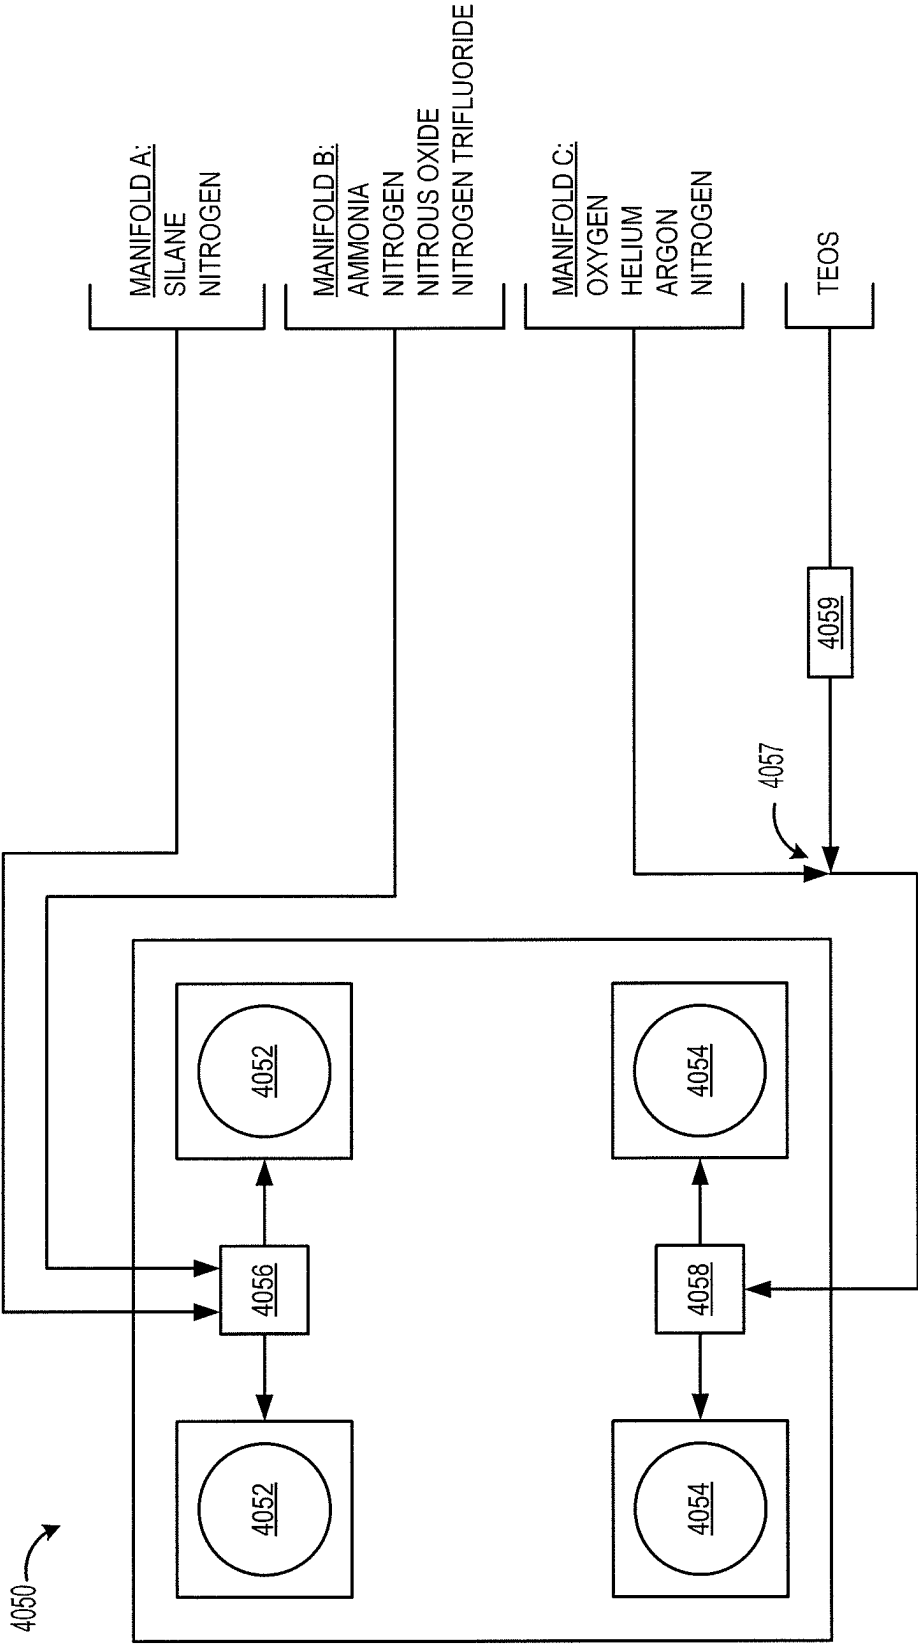 4050
MANIFOLD A:
SILANE
NITROGEN
MANIFOLD B:
AMMONIA
NITROGEN
NITROUS OXIDE
NITROGEN TRIFLUORIDE
MANIFOLD C:
OXYGEN
HELIUM
ARGON
NITROGEN
TEOS
4052
4056
4052
4054
4058
4054
4057
4059